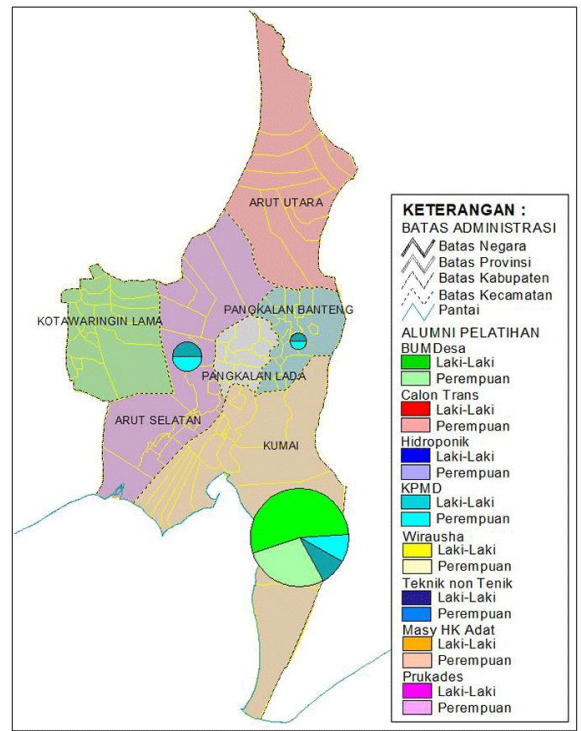 ARUT UTARA
PANGKALAN BANTENG
KOTAWARINGIN LAMA
PANGKALAN LADA
ARUT SELATAN
KUMAI
KETERANGAN :
BATAS ADMINISTRASI
Batas Negara
Batas Provinsi
Batas Kabupaten
Batas Kecamatan
Pantai
ALUMNI PELATIHAN
BUMDesa
Laki-Laki
Perempuan
Calon Trans
Laki-Laki
Perempuan
Hidroponik
Laki-Laki
Perempuan
KPMD
Laki-Laki
Perempuan
Wirausha
Laki-Laki
Perempuan
Teknik non Tenik
Laki-Laki
Perempuan
Masy HK Adat
Laki-Laki
Perempuan
Prukades
Laki-Laki
Perempuan